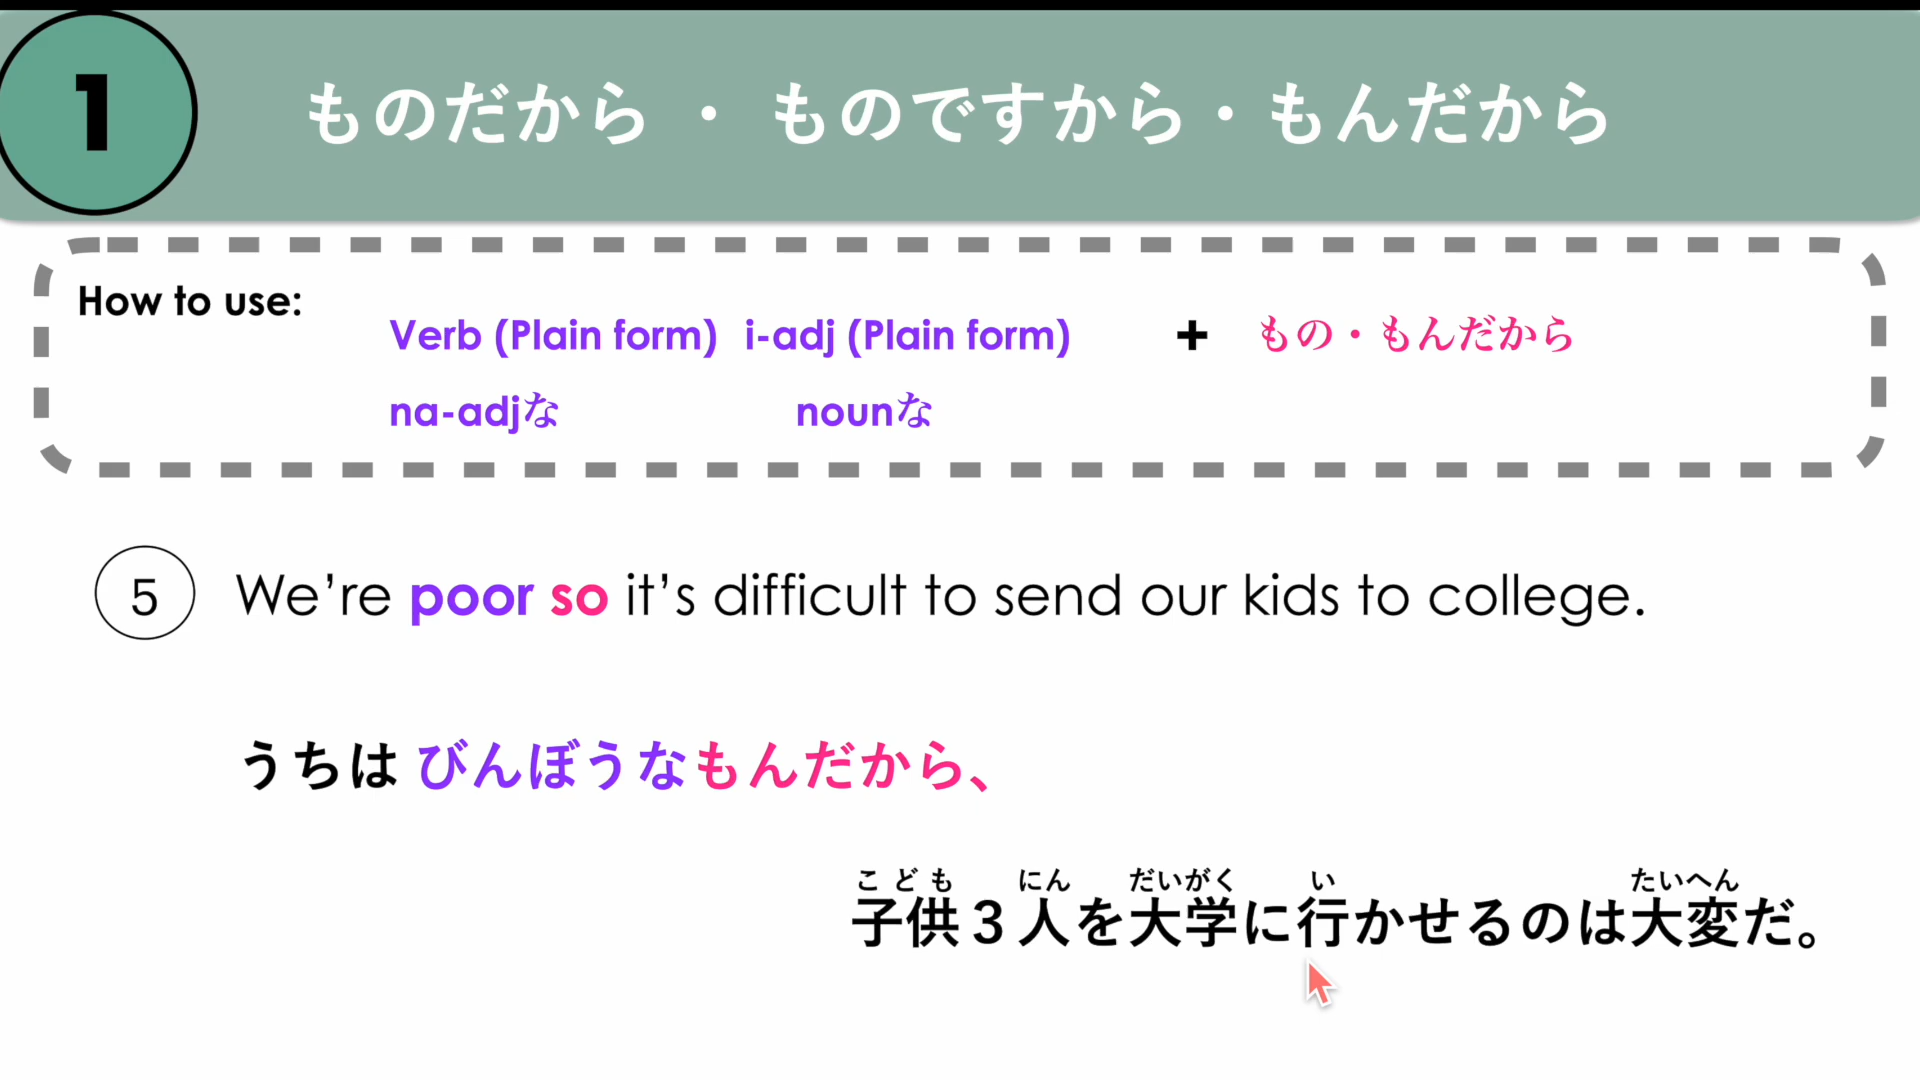 1
ものだから ・ ものですから・もんだから
How to use:
Verb (Plain form) i-adj (Plain form) + もの・もんだから
na-adjな nounな
5 We’re poor so it’s difficult to send our kids to college.
うちは びんぼうなもんだから、
こども にん だいがく い たいへん
子供３人を大学に行かせるのは大変だ。